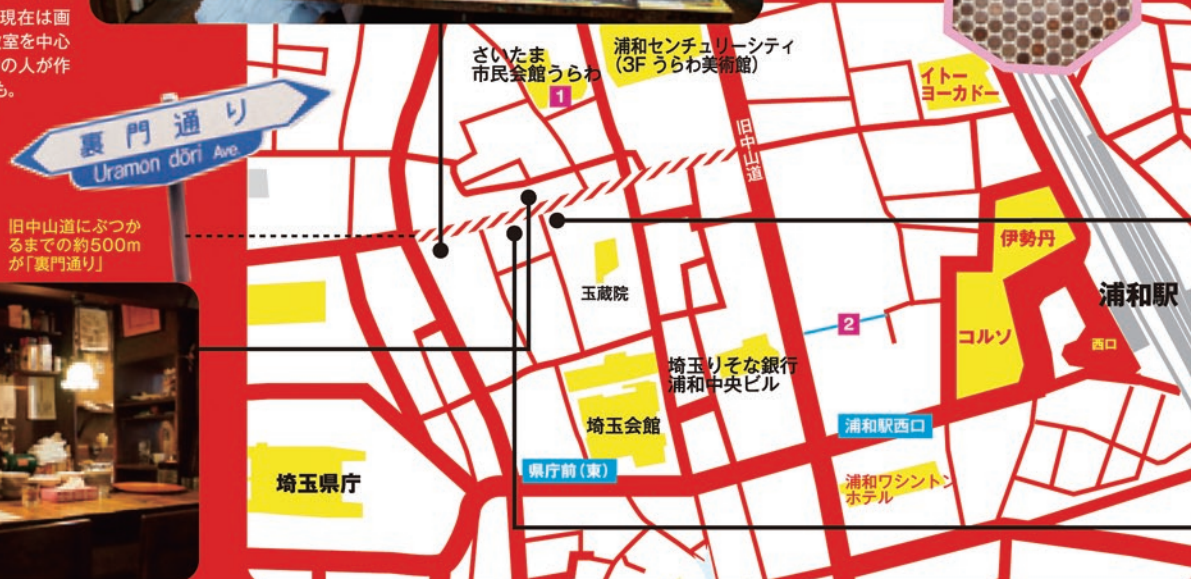 現在は画
室を中心
の人が作
も。
裏門通り
Uramon dōri Ave.
旧中山道にぶつか
るまでの約500m
が「裏門通り」
さいたま
市民会館うらわ
1
浦和センチュリーシティ
(3F うらわ美術館)
イトー
ヨーカドー
旧中山道
伊勢丹
浦和駅
玉蔵院
2
コルソ
西口
埼玉りそな銀行
浦和中央ビル
埼玉会館
浦和駅西口
県庁前(東)
埼玉県庁
浦和ワシントン
ホテル